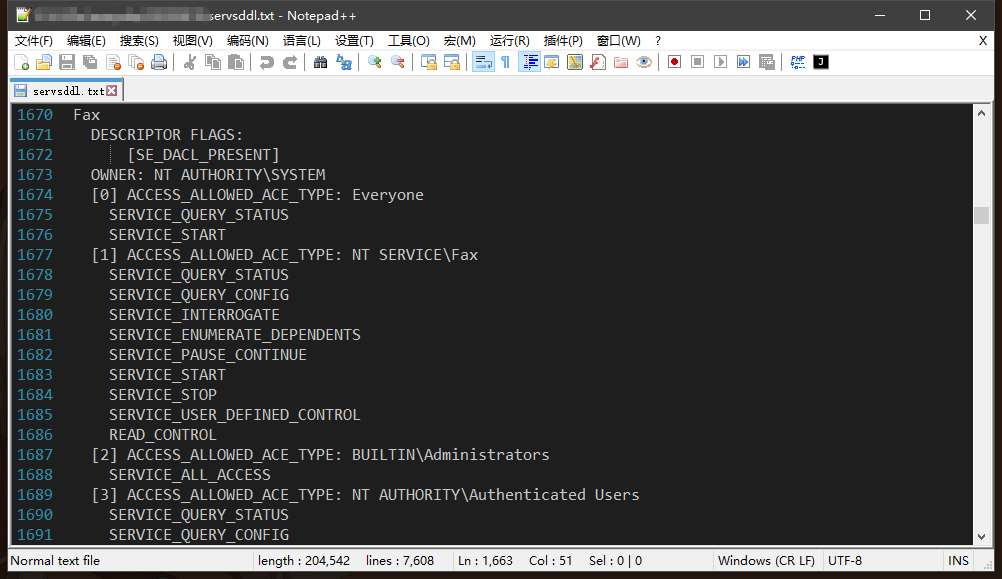 servsddl.txt - Notepad++
文件(F) 编辑(E) 搜索(S) 视图(V) 编码(N) 语言(L) 设置(T) 工具(O) 宏(M) 运行(R) 插件(P) 窗口(W) ? X
PHP J
servsddl.txt
1670 Fax
1671 DESCRIPTOR FLAGS:
1672 [SE_DACL_PRESENT]
1673 OWNER: NT AUTHORITY\SYSTEM
1674 [0] ACCESS_ALLOWED_ACE_TYPE: Everyone
1675 SERVICE_QUERY_STATUS
1676 SERVICE_START
1677 [1] ACCESS_ALLOWED_ACE_TYPE: NT SERVICE\Fax
1678 SERVICE_QUERY_STATUS
1679 SERVICE_QUERY_CONFIG
1680 SERVICE_INTERROGATE
1681 SERVICE_ENUMERATE_DEPENDENTS
1682 SERVICE_PAUSE_CONTINUE
1683 SERVICE_START
1684 SERVICE_STOP
1685 SERVICE_USER_DEFINED_CONTROL
1686 READ_CONTROL
1687 [2] ACCESS_ALLOWED_ACE_TYPE: BUILTIN\Administrators
1688 SERVICE_ALL_ACCESS
1689 [3] ACCESS_ALLOWED_ACE_TYPE: NT AUTHORITY\Authenticated Users
1690 SERVICE_QUERY_STATUS
1691 SERVICE_QUERY_CONFIG
Normal text file length : 204,542 lines : 7,608 Ln : 1,663 Col : 51 Sel : 0 | 0 Windows (CR LF) UTF-8 INS